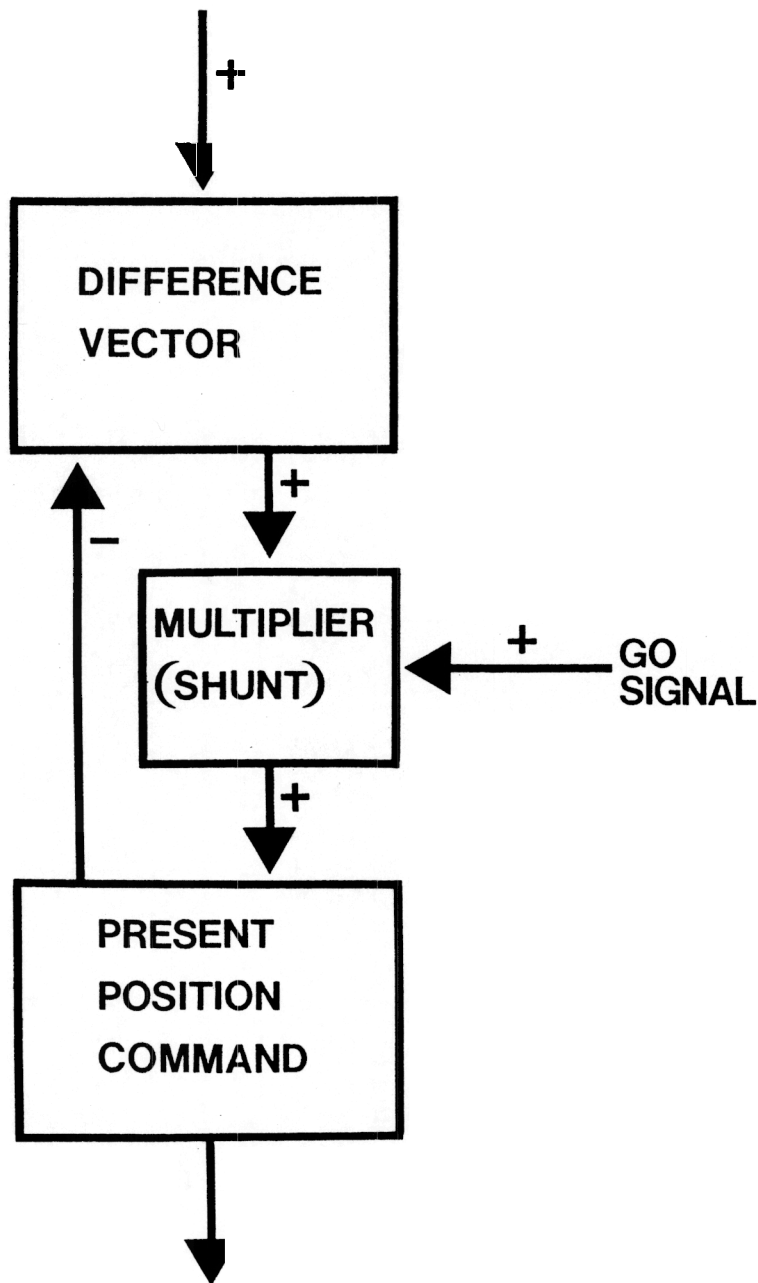 +
DIFFERENCE
VECTOR
+
−
MULTIPLIER
(SHUNT)
+
GO
SIGNAL
+
PRESENT
POSITION
COMMAND